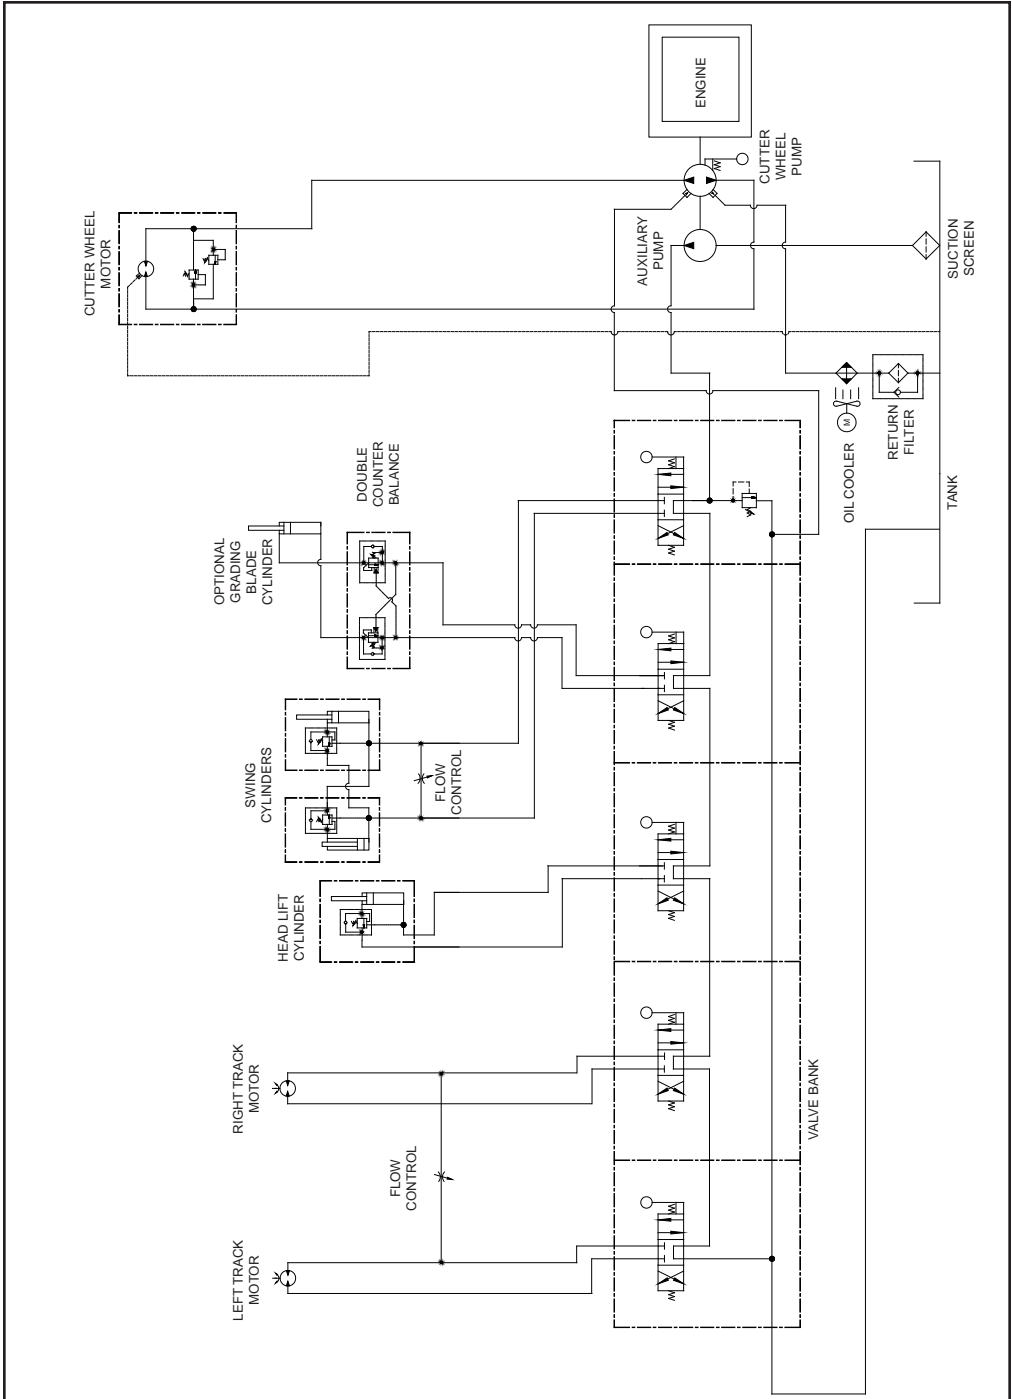 ENGINE
CUTTER
WHEEL
PUMP
AUXILIARY
PUMP
SUCTION
SCREEN
CUTTER WHEEL
MOTOR
M
OIL COOLER
RETURN
FILTER
TANK
DOUBLE
COUNTER
BALANCE
OPTIONAL
GRADING
BLADE
CYLINDER
SWING
CYLINDERS
FLOW
CONTROL
HEAD LIFT
CYLINDER
RIGHT TRACK
MOTOR
FLOW
CONTROL
LEFT TRACK
MOTOR
VALVE BANK